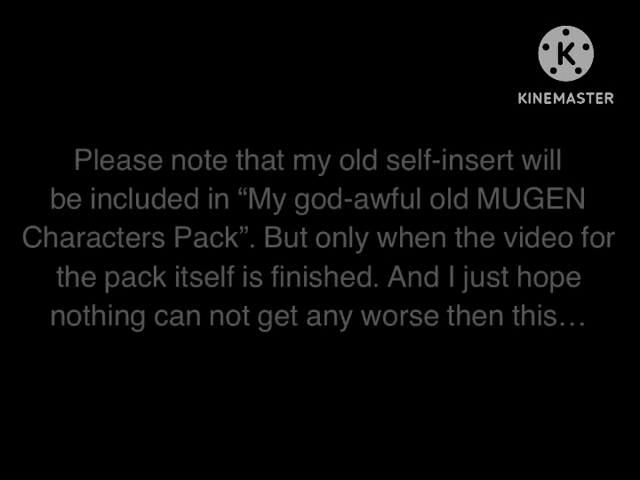 K
KINEMASTER
Please note that my old self-insert will
be included in “My god-awful old MUGEN
Characters Pack”. But only when the video for
the pack itself is finished. And I just hope
nothing can not get any worse then this…